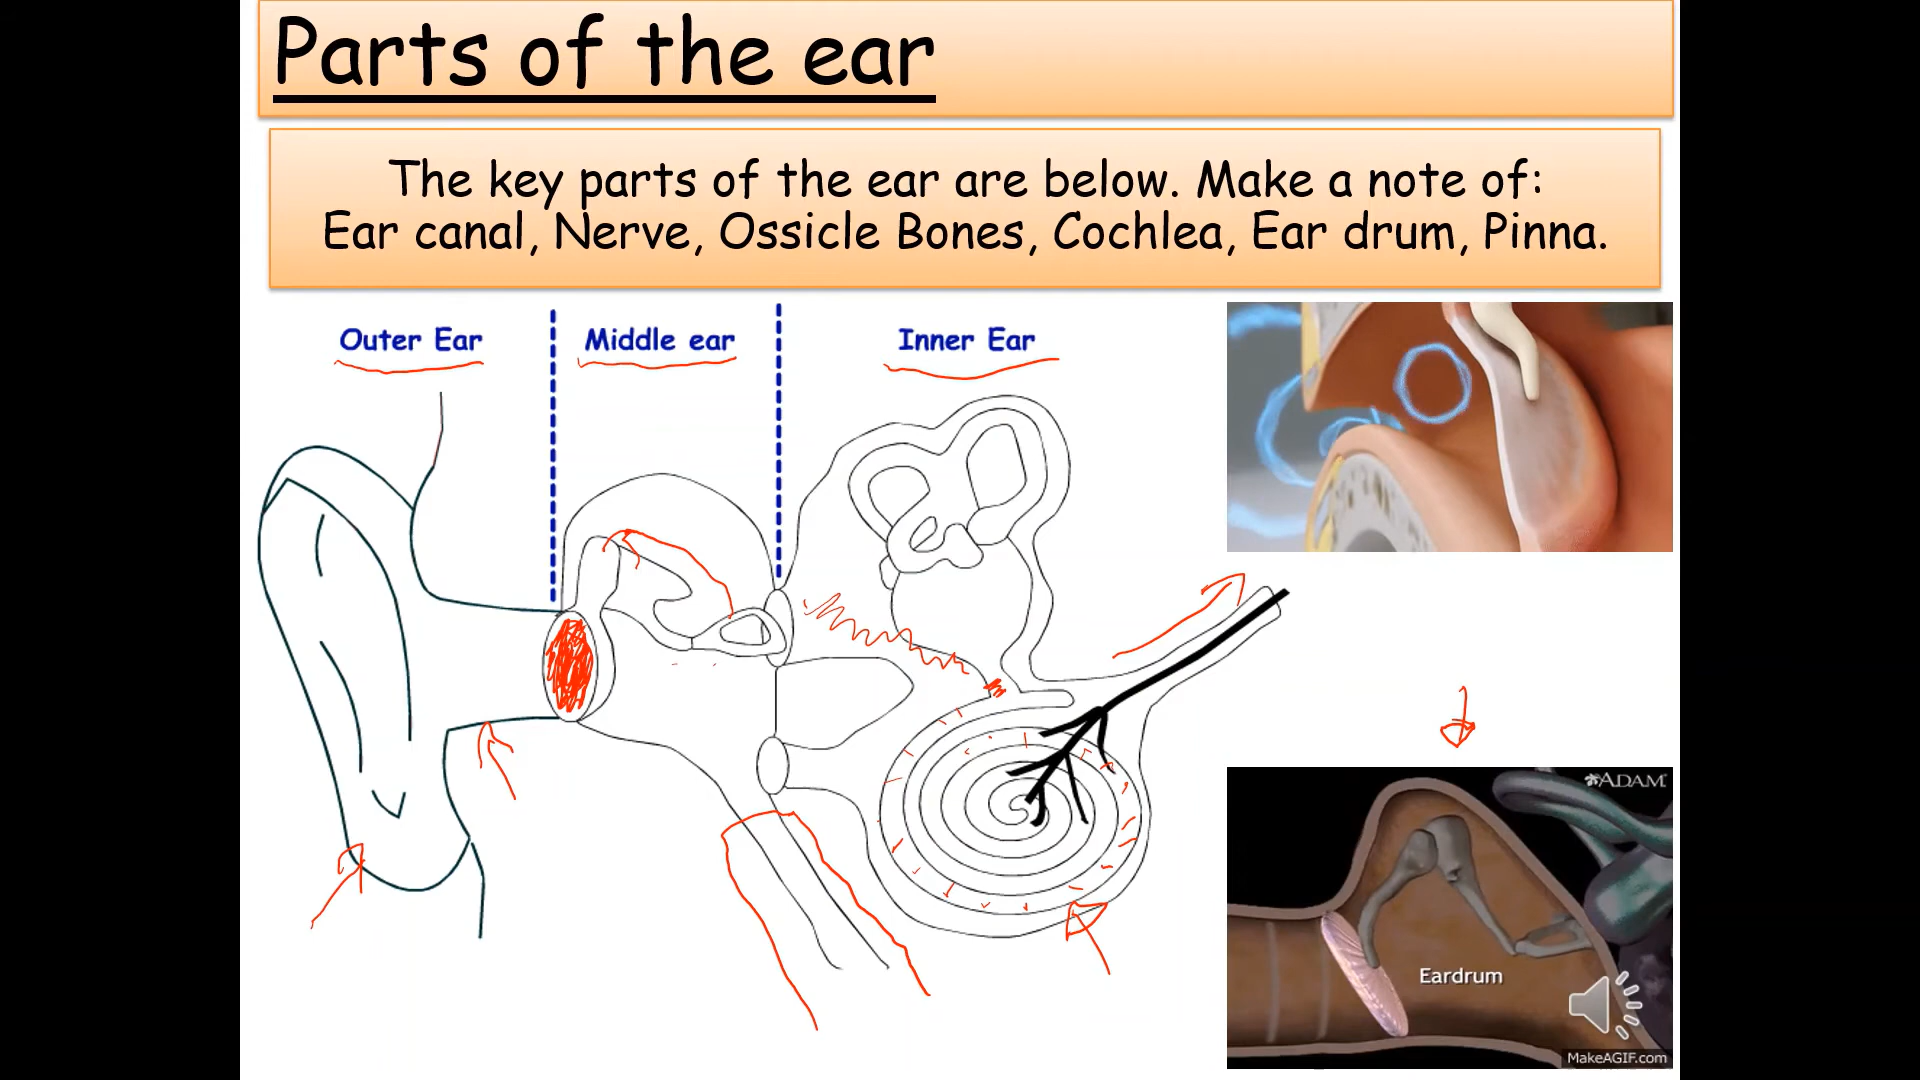 Parts of the ear
The key parts of the ear are below. Make a note of:
Ear canal, Nerve, Ossicle Bones, Cochlea, Ear drum, Pinna.
Outer Ear
Middle ear
Inner Ear
ADAM
Eardrum
MakeAGIF.com